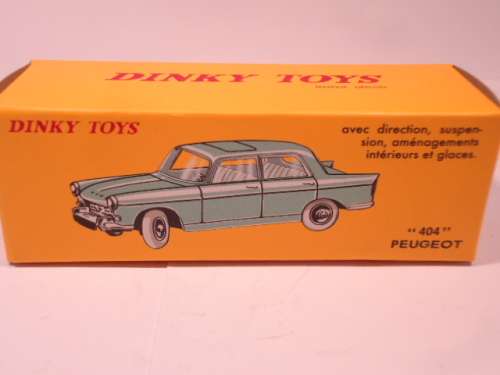 DINKY TOYS
DINKY TOYS
avec direction, suspen-
sion, aménagements
intérieurs et glaces.
"404"
PEUGEOT